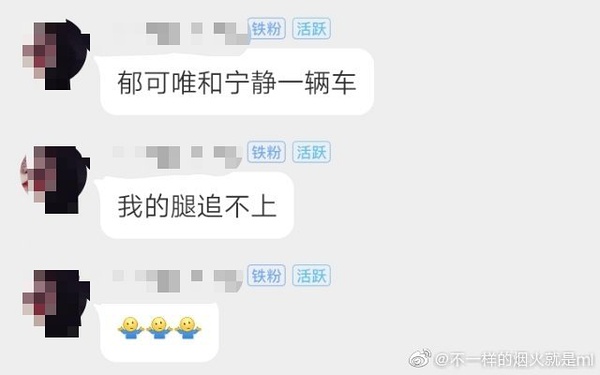 铁粉 活跃
郁可唯和宁静一辆车
铁粉 活跃
我的腿追不上
铁粉 活跃
@不一样的烟火就是ml